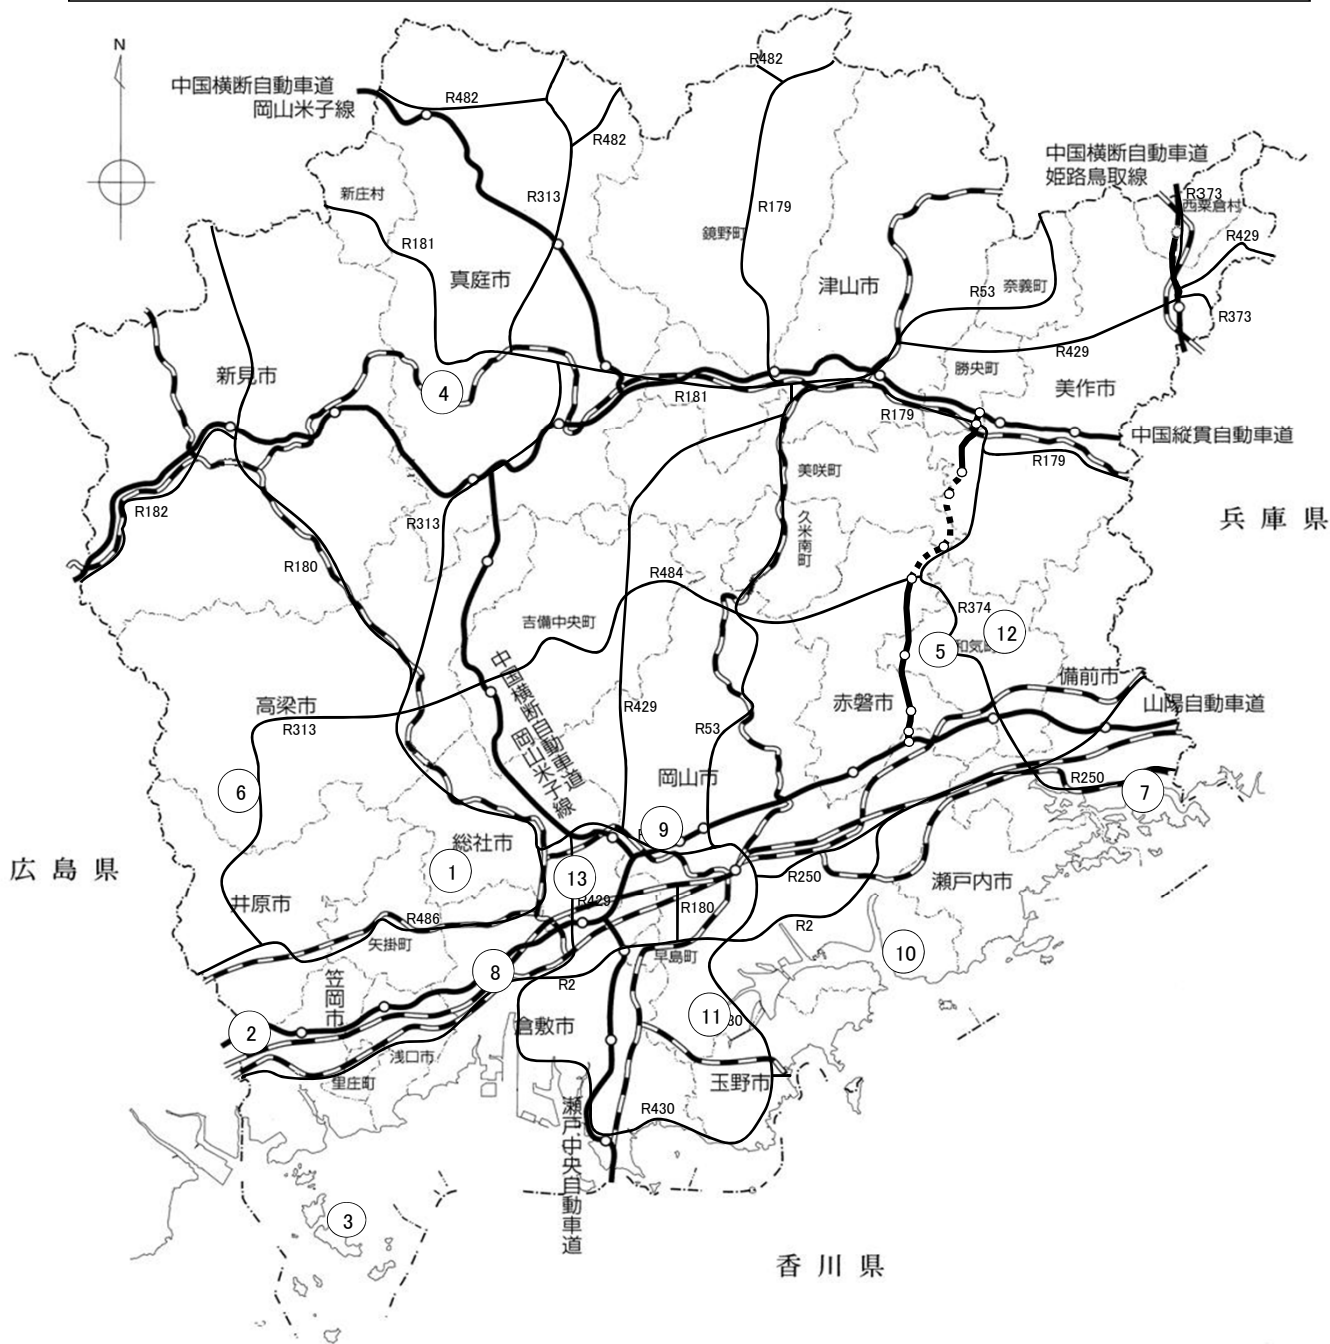 N
R482
中国横断自動車道
岡山米子線
R482
R482
中国横断自動車道
姫路鳥取線
R373
西粟倉村
新庄村
R313
R179
鏡野町
R429
R181
真庭市
津山市
R53
奈義町
R373
新見市
R429
勝央町
美作市
4
R181
R179
中国縦貫自動車道
R179
美咲町
R182
R313
久米南町
兵庫県
R180
R484
吉備中央町
R374
12
5
和気町
中国横断自動車道
岡山米子線
備前市
高梁市
R313
R429
赤磐市
山陽自動車道
R53
岡山市
R250
6
7
9
総社市
広島県
1
13
R250
瀬戸内市
井原市
R429
R180
R486
R2
矢掛町
早島町
10
8
R2
笠岡市
11
30
倉敷市
2
浅口市
里庄町
玉野市
R430
瀬戸中央自動車道
3
香川県